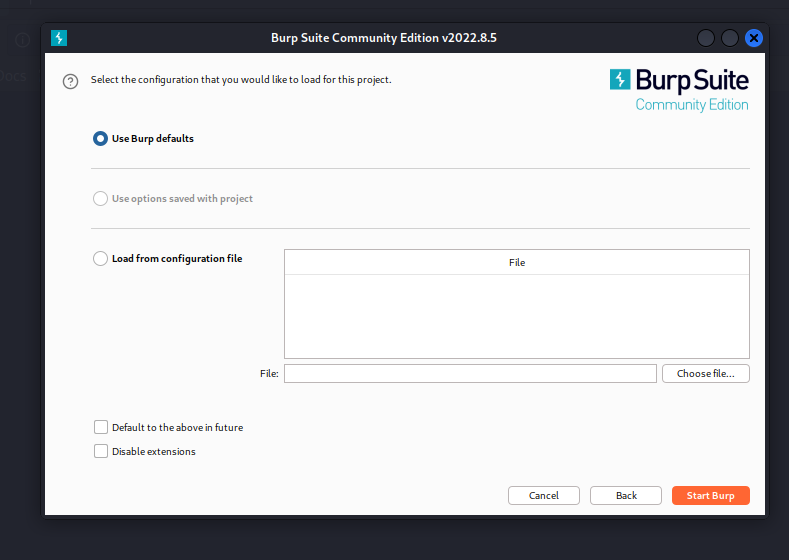 Burp Suite Community Edition v2022.8.5
Docs
? Select the configuration that you would like to load for this project.
Burp Suite
Community Edition
Use Burp defaults
Use options saved with project
Load from configuration file
File
File:
Choose file...
Default to the above in future
Disable extensions
Cancel
Back
Start Burp